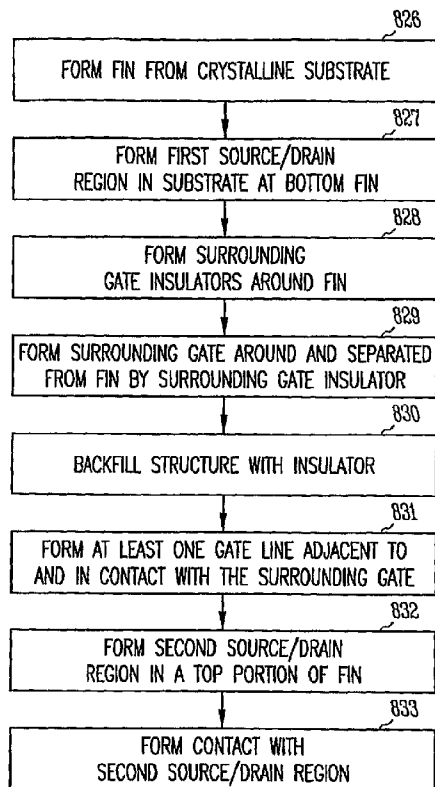 826
FORM FIN FROM CRYSTALLINE SUBSTRATE
827
FORM FIRST SOURCE/DRAIN
REGION IN SUBSTRATE AT BOTTOM FIN
828
FORM SURROUNDING
GATE INSULATORS AROUND FIN
829
FORM SURROUNDING GATE AROUND AND SEPARATED
FROM FIN BY SURROUNDING GATE INSULATOR
830
BACKFILL STRUCTURE WITH INSULATOR
831
FORM AT LEAST ONE GATE LINE ADJACENT TO
AND IN CONTACT WITH THE SURROUNDING GATE
832
FORM SECOND SOURCE/DRAIN
REGION IN A TOP PORTION OF FIN
833
FORM CONTACT WITH
SECOND SOURCE/DRAIN REGION